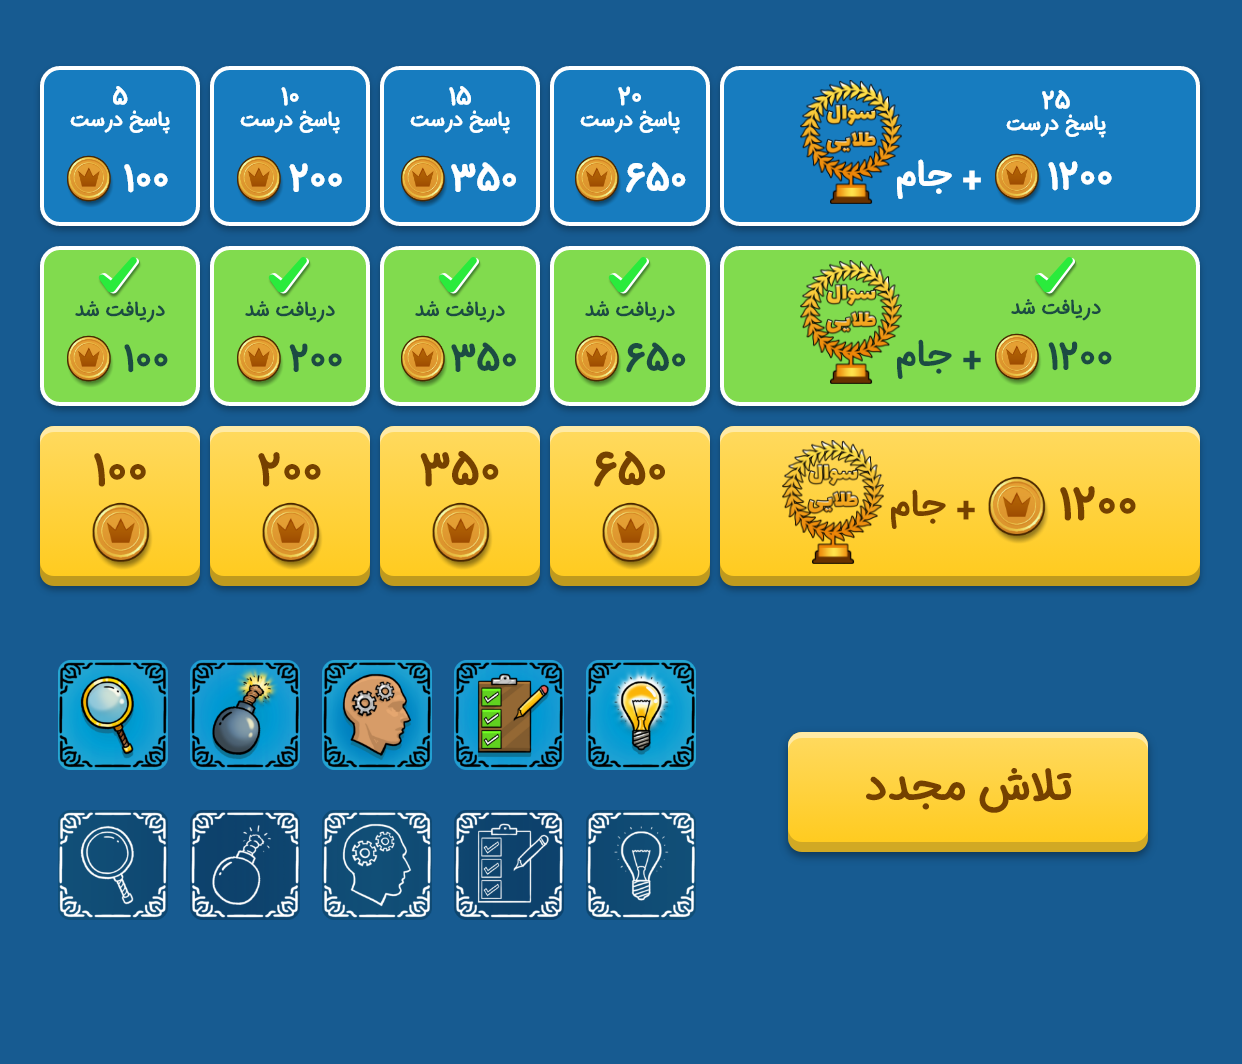 ۵
پاسخ درست
۱۰۰
۱۰
پاسخ درست
۲۰۰
۱۵
پاسخ درست
۳۵۰
۲۰
پاسخ درست
۶۵۰
۲۵
پاسخ درست
۱۲۰۰ + جام
سوال
طلایی
دریافت شد
۱۰۰
دریافت شد
۲۰۰
دریافت شد
۳۵۰
دریافت شد
۶۵۰
دریافت شد
۱۲۰۰ + جام
سوال
طلایی
۱۰۰
۲۰۰
۳۵۰
۶۵۰
۱۲۰۰ + جام
سوال
طلایی
تلاش مجدد